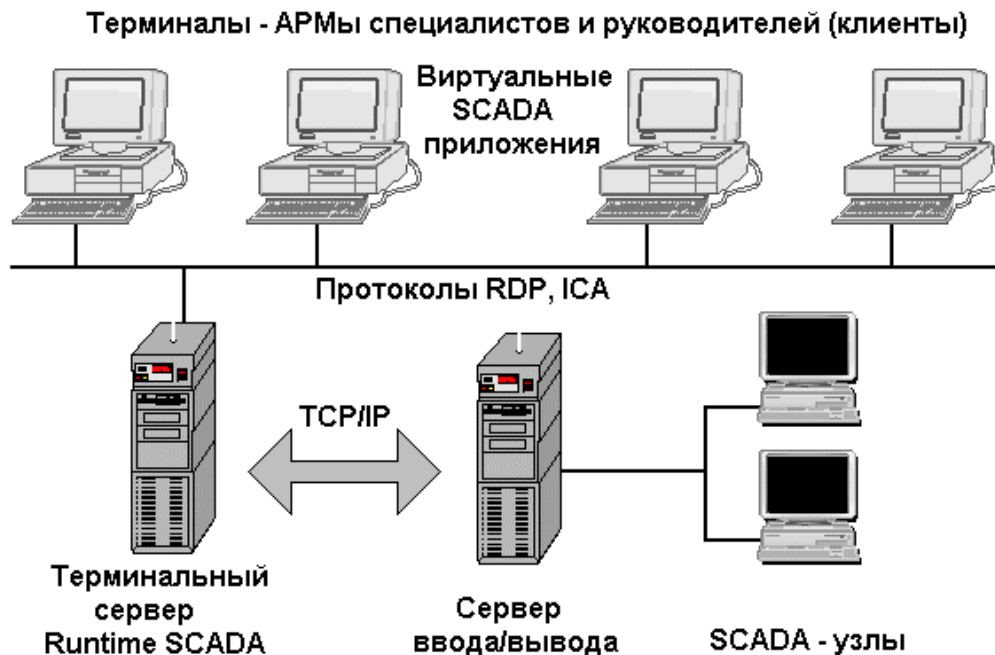 Терминалы - АРМы специалистов и руководителей (клиенты)
Виртуальные
SCADA
приложения
Протоколы RDP, ICA
TCP/IP
Терминальный
сервер
Runtime SCADA
Сервер
ввода/вывода
SCADA - узлы